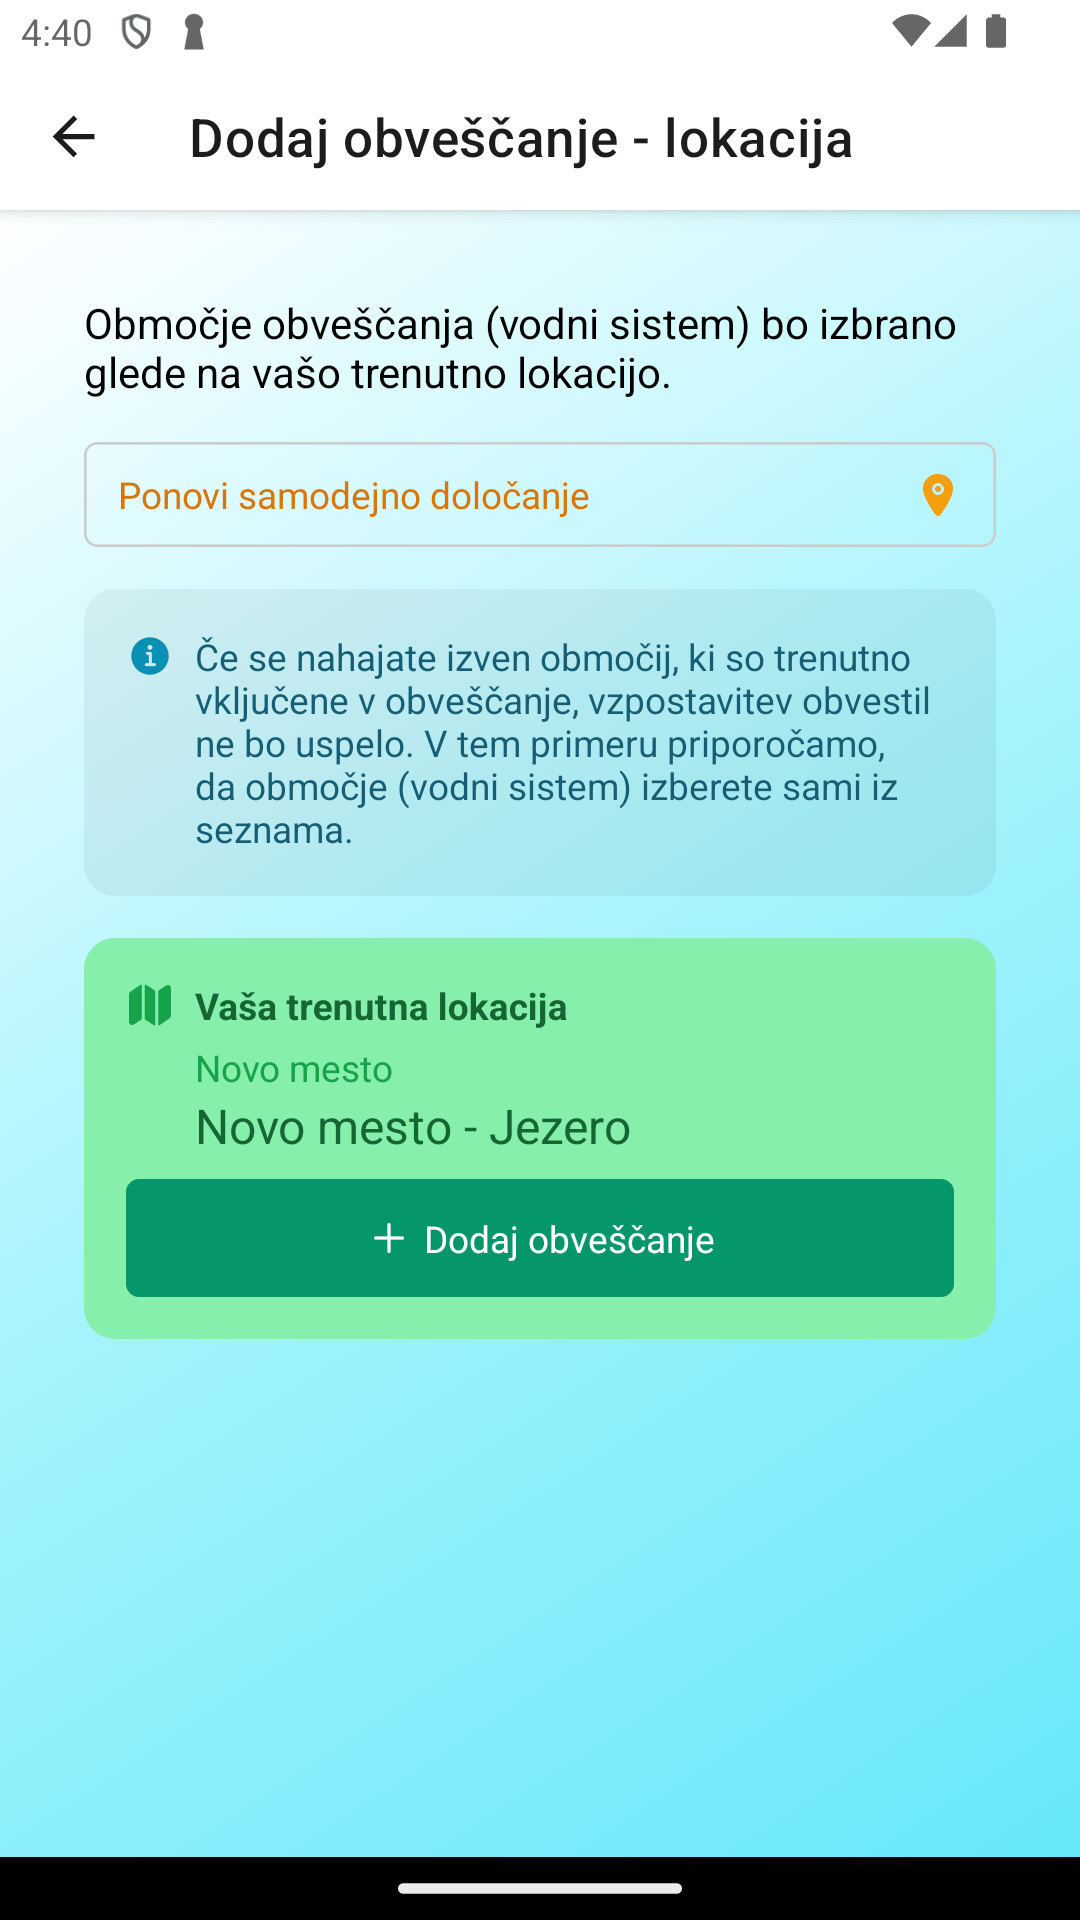 4:40
Dodaj obveščanje - lokacija
Območje obveščanja (vodni sistem) bo izbrano
glede na vašo trenutno lokacijo.
Ponovi samodejno določanje
Če se nahajate izven območij, ki so trenutno
vključene v obveščanje, vzpostavitev obvestil
ne bo uspelo. V tem primeru priporočamo,
da območje (vodni sistem) izberete sami iz
seznama.
Vaša trenutna lokacija
Novo mesto
Novo mesto - Jezero
Dodaj obveščanje